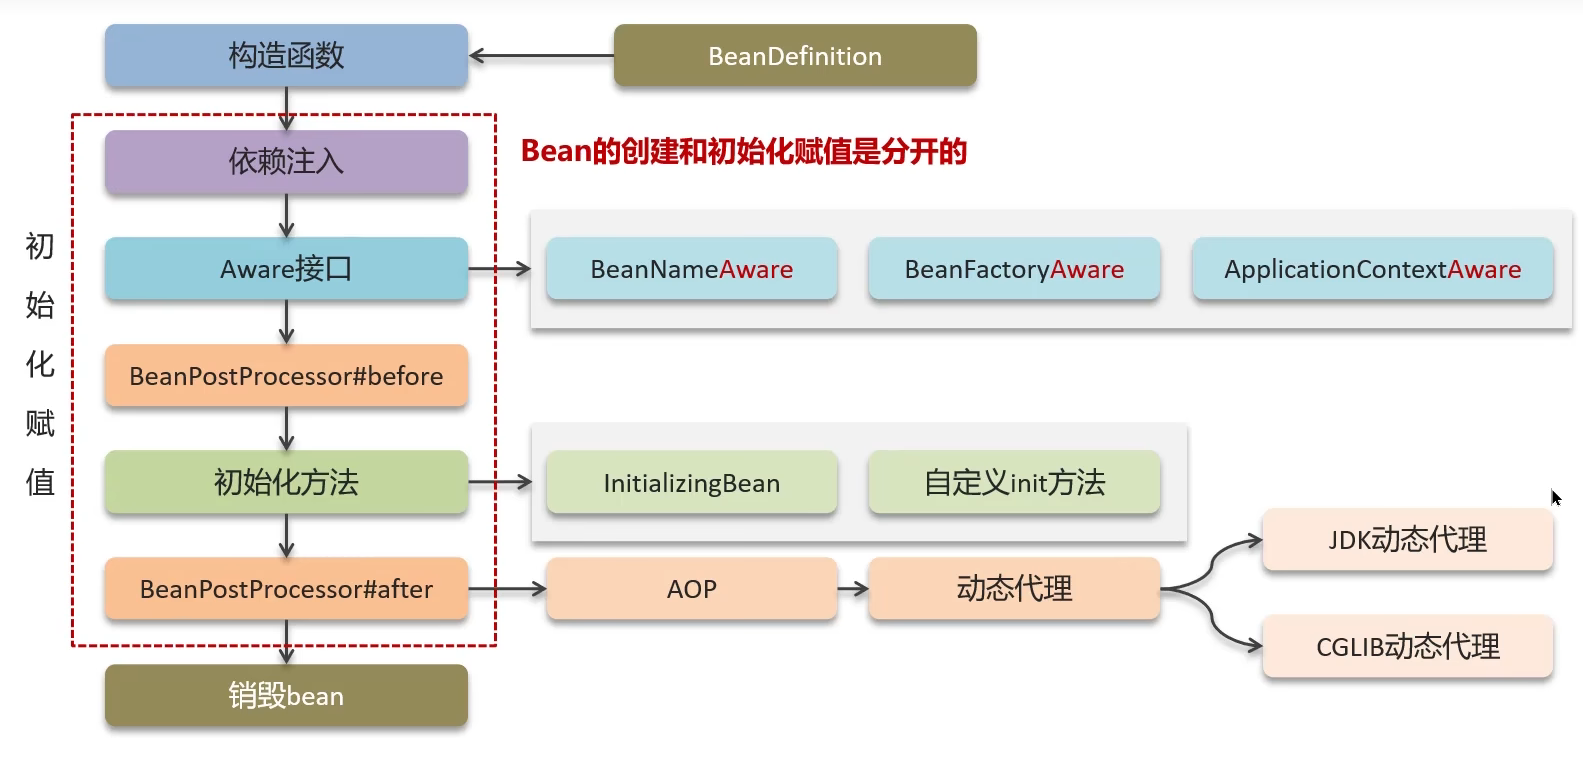 构造函数
BeanDefinition
依赖注入
Bean的创建和初始化赋值是分开的
初始化赋值
Aware接口
BeanNameAware
BeanFactoryAware
ApplicationContextAware
BeanPostProcessor#before
初始化方法
InitializingBean
自定义init方法
BeanPostProcessor#after
AOP
动态代理
JDK动态代理
CGLIB动态代理
销毁bean